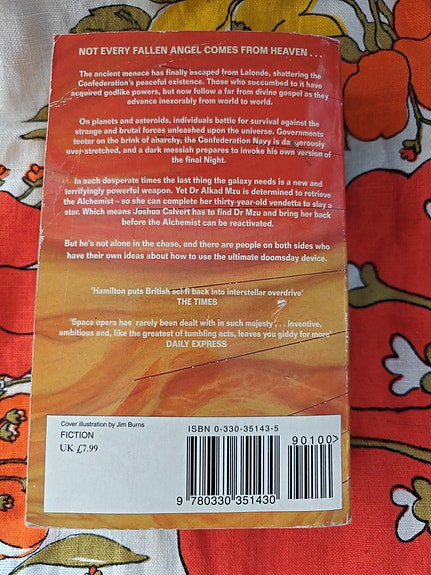 NOT EVERY FALLEN ANGEL COMES FROM HEAVEN . . .
The ancient menace has finally escaped from Lalonde, shattering the
Confederation's peaceful existence. Those who succumbed to it have
acquired godlike powers, but now follow a far from divine gospel as they
advance inexorably from world to world.
On planets and asteroids, individuals battle for survival against the
strange and brutal forces unleashed upon the universe. Governments
teeter on the brink of anarchy, the Confederation Navy is dangerously
over-stretched, and a dark messiah prepares to invoke his own version of
the final Night.
In such desperate times the last thing the galaxy needs is a new and
terrifyingly powerful weapon. Yet Dr Alkad Mzu is determined to retrieve
the Alchemist – so she can complete her thirty-year-old vendetta to slay a
star. Which means Joshua Calvert has to find Dr Mzu and bring her back
before the Alchemist can be reactivated.
But he's not alone in the chase, and there are people on both sides who
have their own ideas about how to use the ultimate doomsday device.
'Hamilton puts British sci fi back into interstellar overdrive'
THE TIMES
'Space opera has rarely been dealt with in such majesty . . . inventive,
ambitious and, like the greatest of tumbling acts, leaves you giddy for more'
DAILY EXPRESS
Cover illustration by Jim Burns
FICTION
UK £7.99
ISBN 0-330-35143-5
90100>
9 780330 351430